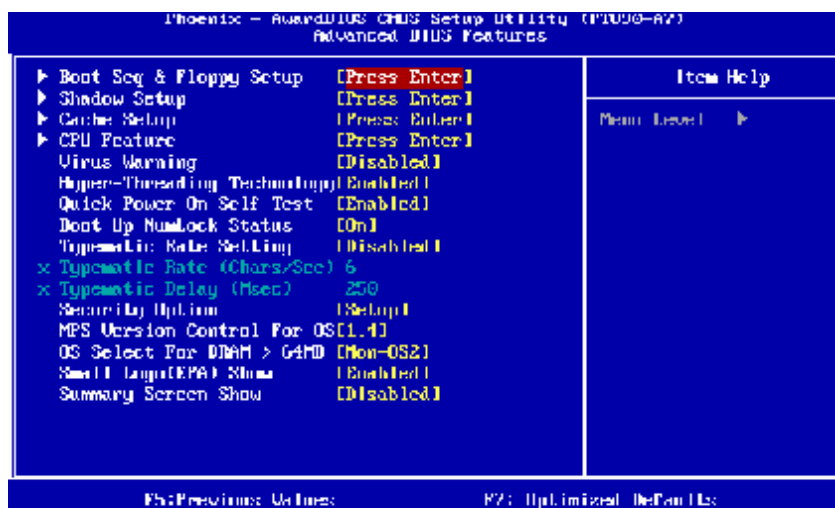 Phoenix - AwardBIOS CMOS Setup Utility
Advanced BIOS Features
▶ Boot Seq & Floppy Setup [Press Enter]
▶ Shadow Setup [Press Enter]
▶ Cache Setup [Press Enter]
▶ CPU Feature [Press Enter]
Virus Warning [Disabled]
Hyper-Threading Technology[Enabled]
Quick Power On Self Test [Enabled]
Boot Up NumLock Status [On]
Typematic Rate Setting [Disabled]
x Typematic Rate (Chars/Sec) 6
x Typematic Delay (Msec) 250
Security Option [Setup]
MPS Version Control For OS[1.4]
OS Select For DRAM > 64MB [Non-OS2]
Small Logo(EPA) Show [Enabled]
Summary Screen Show [Disabled]
Item Help
Menu Level ▶
F5:Previous Values F7: Optimized Defaults